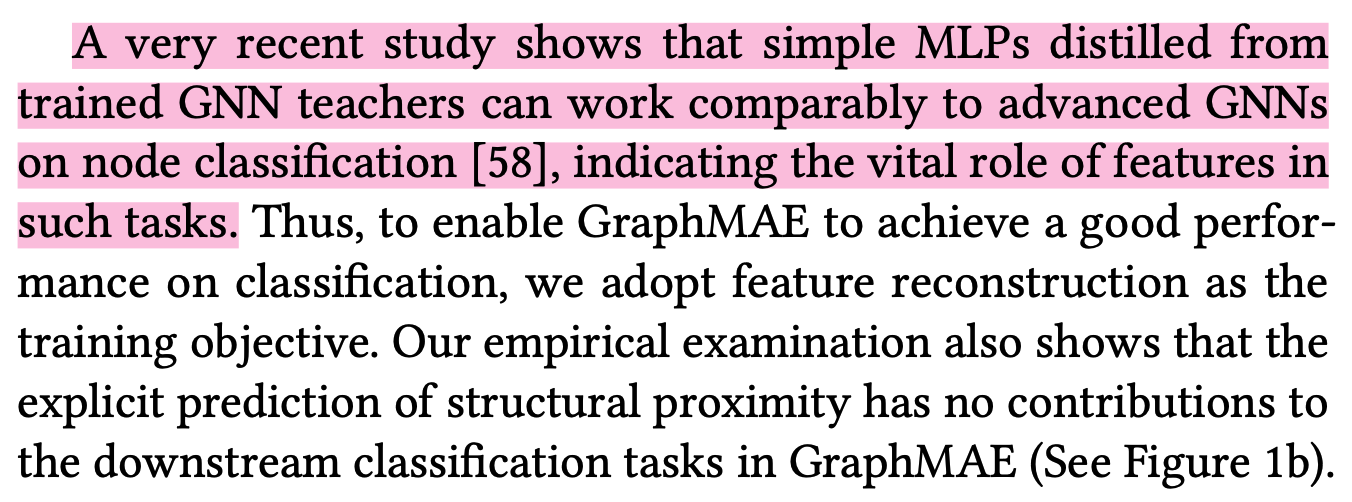 A very recent study shows that simple MLPs distilled from
trained GNN teachers can work comparably to advanced GNNs
on node classification [58], indicating the vital role of features in
such tasks. Thus, to enable GraphMAE to achieve a good perfor-
mance on classification, we adopt feature reconstruction as the
training objective. Our empirical examination also shows that the
explicit prediction of structural proximity has no contributions to
the downstream classification tasks in GraphMAE (See Figure 1b).